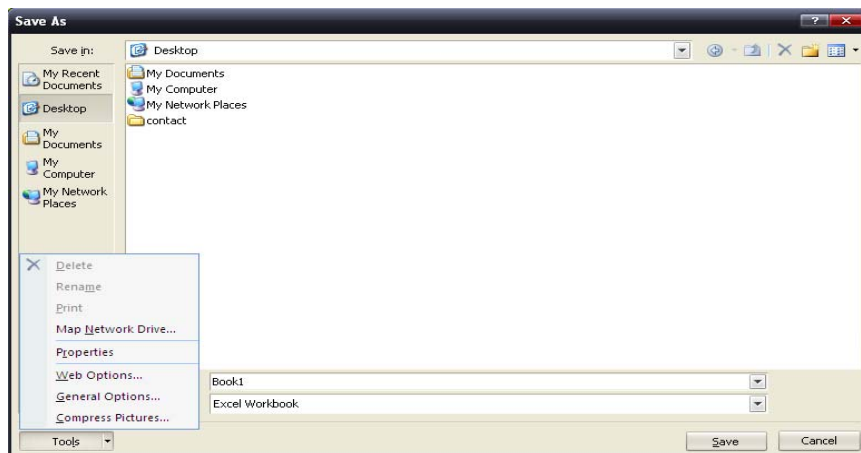 Save As
Save in:
Desktop
My Recent
Documents
Desktop
My
Documents
My
Computer
My Network
Places
My Documents
My Computer
My Network Places
contact
Delete
Rename
Print
Map Network Drive...
Properties
Web Options...
General Options...
Compress Pictures...
Book1
Excel Workbook
Tools
Save
Cancel